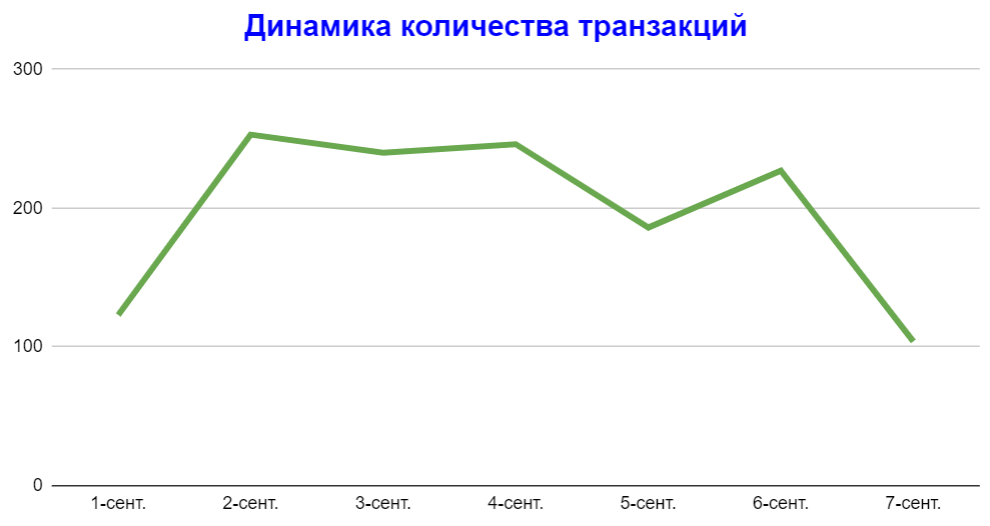 Динамика количества транзакций
300
200
100
0
1-сент. 2-сент. 3-сент. 4-сент. 5-сент. 6-сент. 7-сент.